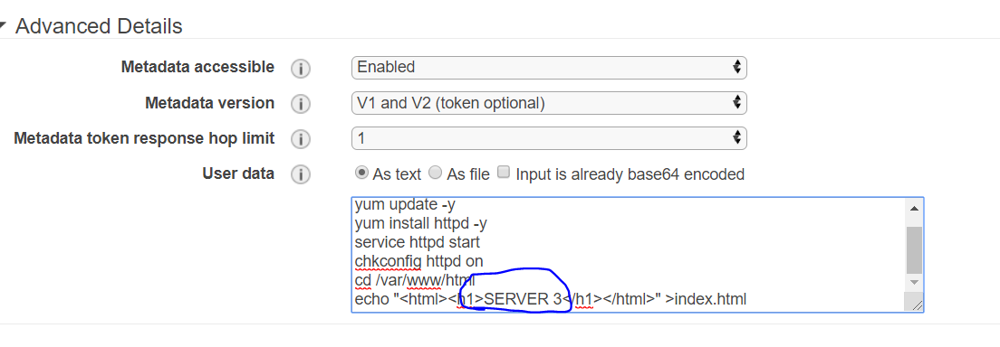 Advanced Details
Metadata accessible Enabled
Metadata version V1 and V2 (token optional)
Metadata token response hop limit 1
User data As text As file Input is already base64 encoded
yum update -y
yum install httpd -y
service httpd start
chkconfig httpd on
cd /var/www/html
echo "<html><h1>SERVER 3</h1></html>" >index.html